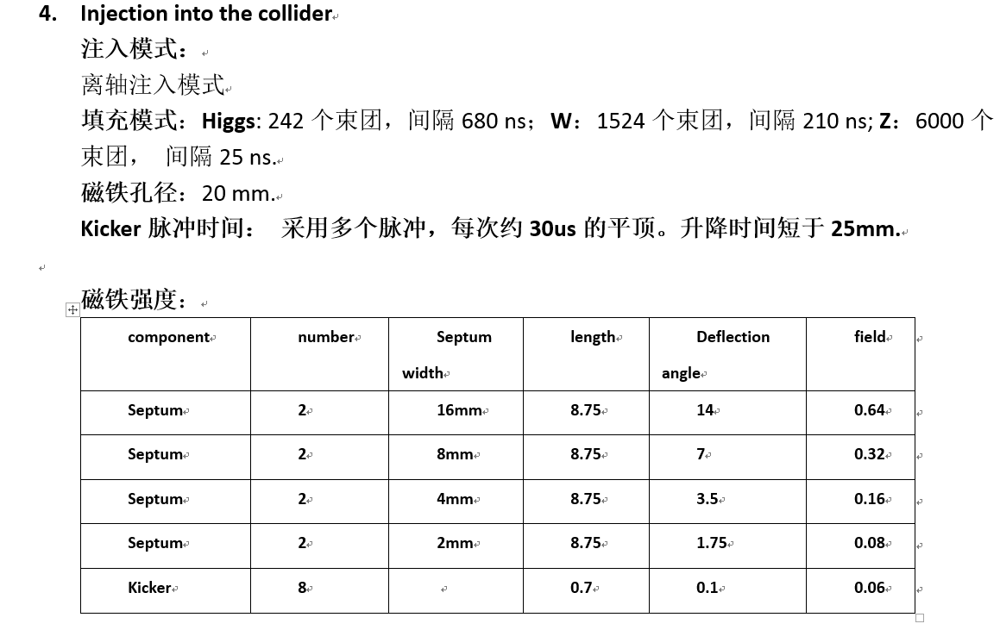 4. Injection into the collider
注入模式：
离轴注入模式
填充模式：Higgs: 242 个束团，间隔 680 ns；W： 1524 个束团，间隔 210 ns; Z： 6000 个
束团， 间隔 25 ns.
磁铁孔径：20 mm.
Kicker 脉冲时间： 采用多个脉冲，每次约 30us 的平顶。升降时间短于 25mm.
磁铁强度：
component number Septum width length Deflection angle field
Septum 2 16mm 8.75 14 0.64
Septum 2 8mm 8.75 7 0.32
Septum 2 4mm 8.75 3.5 0.16
Septum 2 2mm 8.75 1.75 0.08
Kicker 8 0.7 0.1 0.06